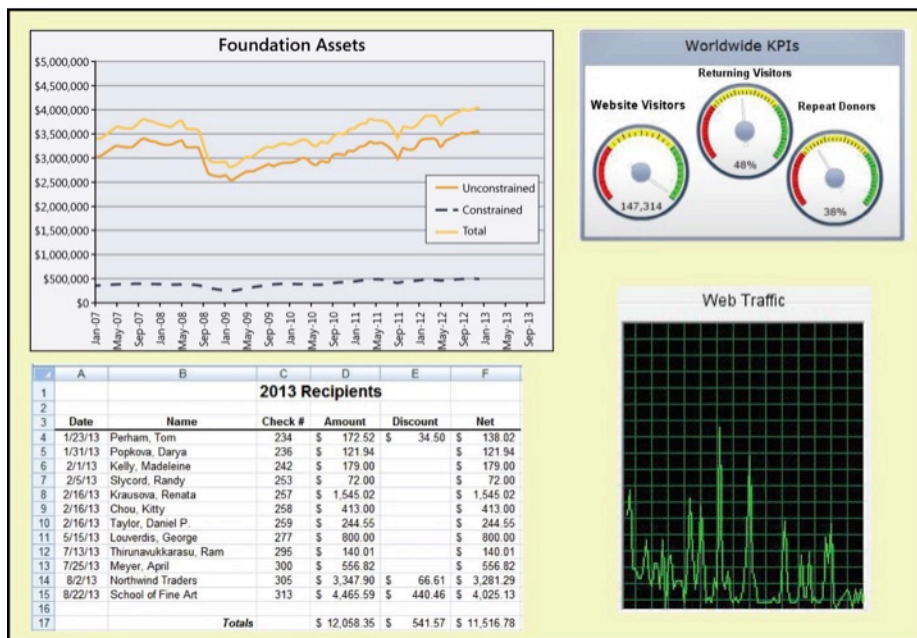 Foundation Assets
$5,000,000
$4,500,000
$4,000,000
$3,500,000
$3,000,000
$2,500,000
$2,000,000
$1,500,000
$1,000,000
$500,000
$0
Unconstrained
Constrained
Total
Jan-07
May-07
Sep-07
Jan-08
May-08
Sep-08
Jan-09
May-09
Sep-09
Jan-10
May-10
Sep-10
Jan-11
May-11
Sep-11
Jan-12
May-12
Sep-12
Jan-13
May-13
Sep-13
Worldwide KPIs
Returning Visitors
Website Visitors
Repeat Donors
48%
147,314
38%
Web Traffic
A B C D E F
1 2013 Recipients
2
3 Date Name Check # Amount Discount Net
4 1/23/13 Perham, Tom 234 $ 172.52 $ 34.50 $ 138.02
5 1/31/13 Popkova, Darya 236 $ 121.94 $ 121.94
6 2/1/13 Kelly, Madeleine 242 $ 179.00 $ 179.00
7 2/5/13 Slycord, Randy 253 $ 72.00 $ 72.00
8 2/16/13 Krausova, Renata 257 $ 1,545.02 $ 1,545.02
9 2/16/13 Chou, Kitty 258 $ 413.00 $ 413.00
10 2/16/13 Taylor, Daniel P. 259 $ 244.55 $ 244.55
11 5/15/13 Louverdis, George 277 $ 800.00 $ 800.00
12 7/13/13 Thirunavukkarasu, Ram 295 $ 140.01 $ 140.01
13 7/25/13 Meyer, April 300 $ 556.82 $ 556.82
14 8/2/13 Northwind Traders 305 $ 3,347.90 $ 66.61 $ 3,281.29
15 8/22/13 School of Fine Art 313 $ 4,465.59 $ 440.46 $ 4,025.13
16
17 Totals $ 12,058.35 $ 541.57 $ 11,516.78